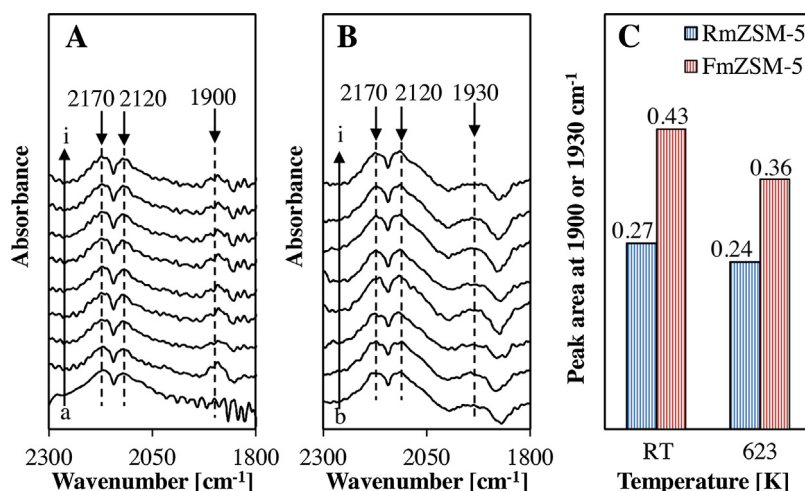 A
2170 2120 1900
i
a
Absorbance
2300 2050 1800
Wavenumber [cm-1]
B
2170 2120 1930
i
b
Absorbance
2300 2050 1800
Wavenumber [cm-1]
C
RmZSM-5
FmZSM-5
Peak area at 1900 or 1930 cm-1
0.43
0.36
0.27
0.24
RT 623
Temperature [K]